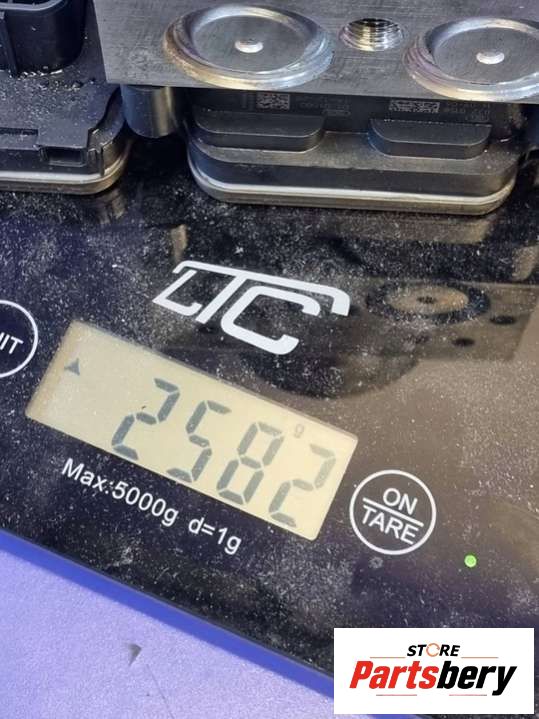 LTC
g
2582
Max:5000g d=1g
ON
TARE
STORE
Partsbery